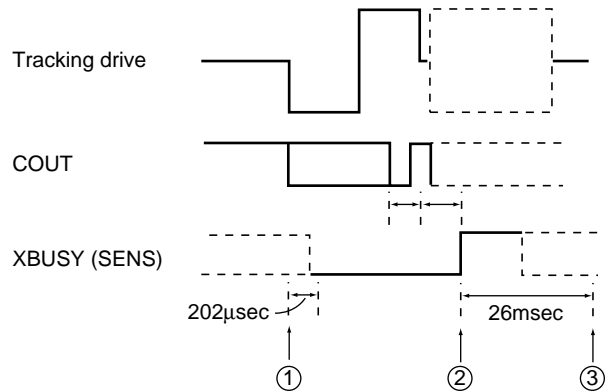 Tracking drive
COUT
XBUSY (SENS)
202µsec
26msec
1
2
3